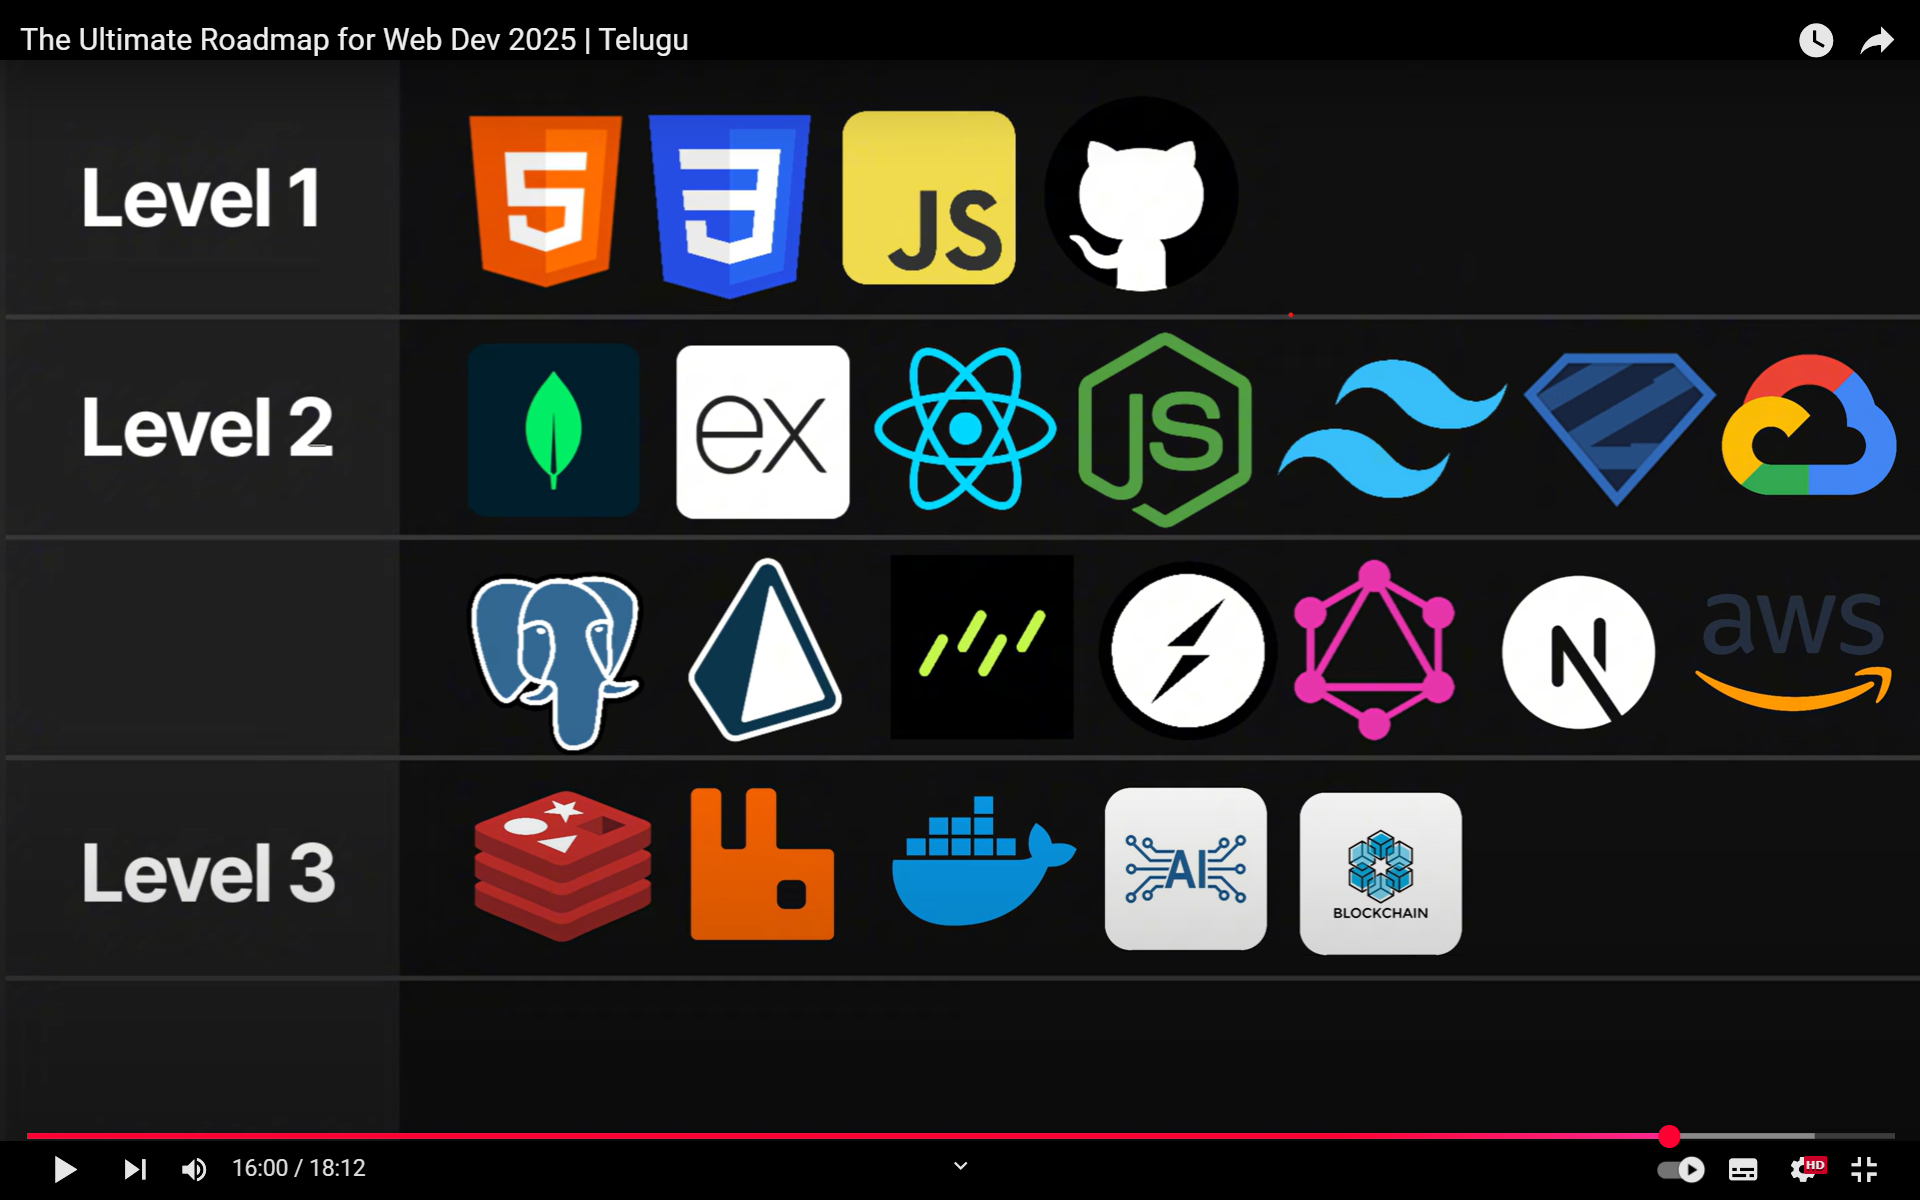 The Ultimate Roadmap for Web Dev 2025 | Telugu
Level 1
5
3
JS
Level 2
ex
JS
N
aws
Level 3
AI
BLOCKCHAIN
16:00 / 18:12
HD